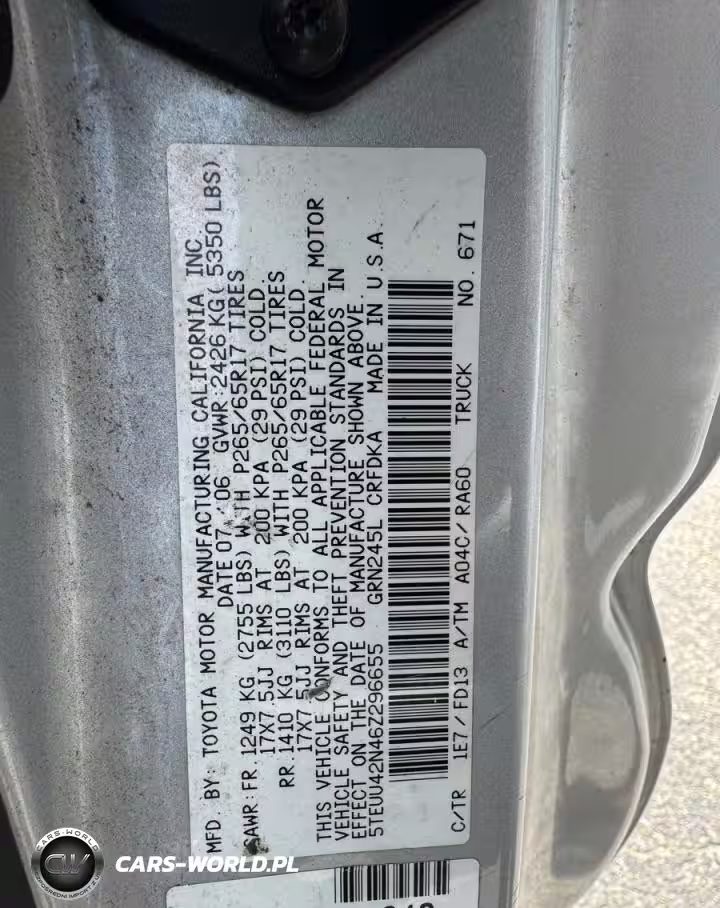 MFD. BY: TOYOTA MOTOR MANUFACTURING CALIFORNIA INC.
DATE 07 / 06 GVWR: 2426 KG( 5350 LBS)
GAWR: FR. 1249 KG (2755 LBS) WITH P265/65R17 TIRES
17X7.5JJ RIMS AT 200 KPA (29 PSI) COLD.
RR. 1410 KG (3110 LBS) WITH P265/65R17 TIRES
17X7.5JJ RIMS AT 200 KPA (29 PSI) COLD.
THIS VEHICLE CONFORMS TO ALL APPLICABLE FEDERAL MOTOR
VEHICLE SAFETY AND THEFT PREVENTION STANDARDS IN
EFFECT ON THE DATE OF MANUFACTURE SHOWN ABOVE.
5TEUU42N46Z296655 GRN245L CRFDKA MADE IN U.S.A.
C/TR 1E7/FD13 A/TM A04C/RA60 TRUCK NO. 671
CARS-WORLD
CW
CARS-WORLD.PL